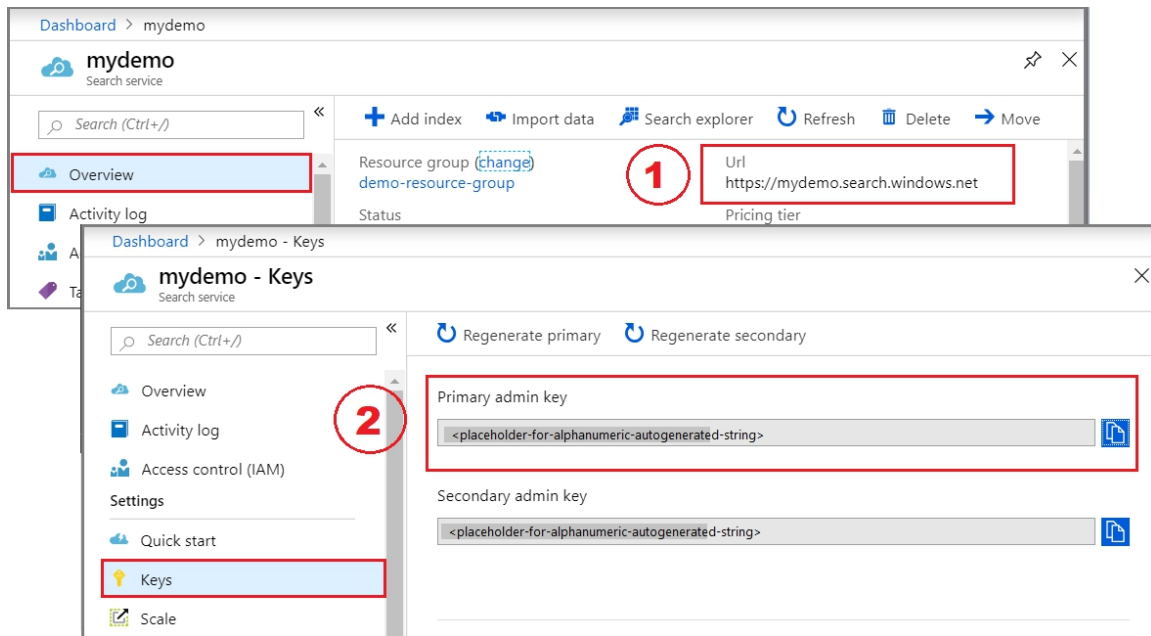 Dashboard > mydemo
mydemo
Search service
Search (Ctrl+/)
«
Add index Import data Search explorer Refresh Delete Move
Overview
Resource group (change)
demo-resource-group
1
Url
https://mydemo.search.windows.net
Activity log
Status
Pricing tier
A
Ta
Dashboard > mydemo - Keys
mydemo - Keys
Search service
Search (Ctrl+/)
«
Regenerate primary Regenerate secondary
Overview
Activity log
Access control (IAM)
Settings
Quick start
Keys
Scale
2
Primary admin key
<placeholder-for-alphanumeric-autogenerated-string>
Secondary admin key
<placeholder-for-alphanumeric-autogenerated-string>